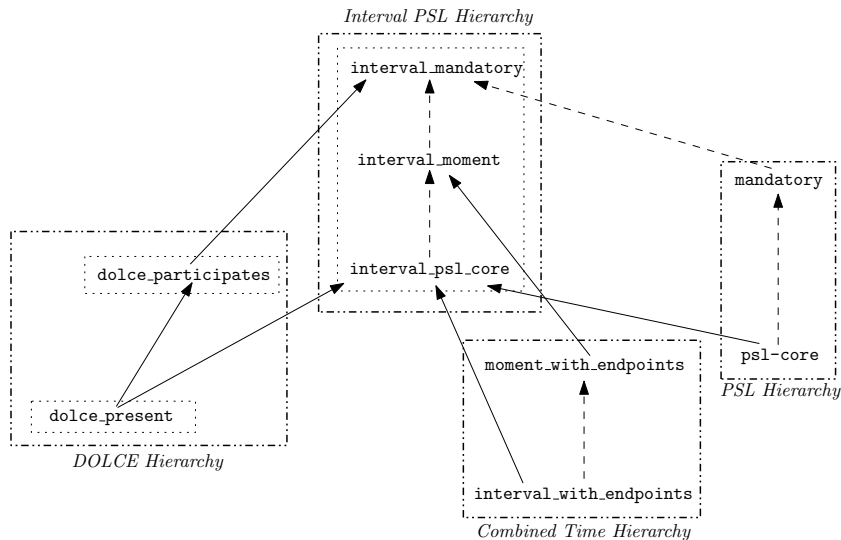 Interval PSL Hierarchy
interval_mandatory
interval_moment
mandatory
interval_psl_core
dolce_participates
psl-core
moment_with_endpoints
PSL Hierarchy
dolce_present
DOLCE Hierarchy
interval_with_endpoints
Combined Time Hierarchy